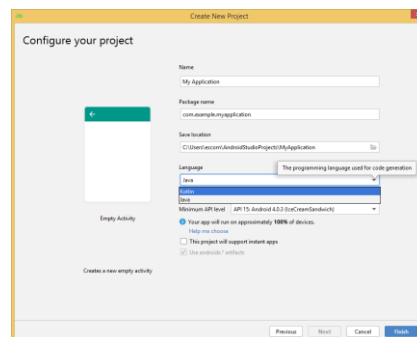 Create New Project
Configure your project
Name
My Application
Package name
com.example.myapplication
Save location
C:\Users\escom\AndroidStudioProjects\MyApplication
Language
The programming language used for code generation
Java
Kotlin
Java
Minimum API level API 15: Android 4.0.3 (IceCreamSandwich)
Your app will run on approximately 100% of devices.
Help me choose
This project will support instant apps
Use androidx.* artifacts
Empty Activity
Creates a new empty activity
Previous Next Cancel Finish